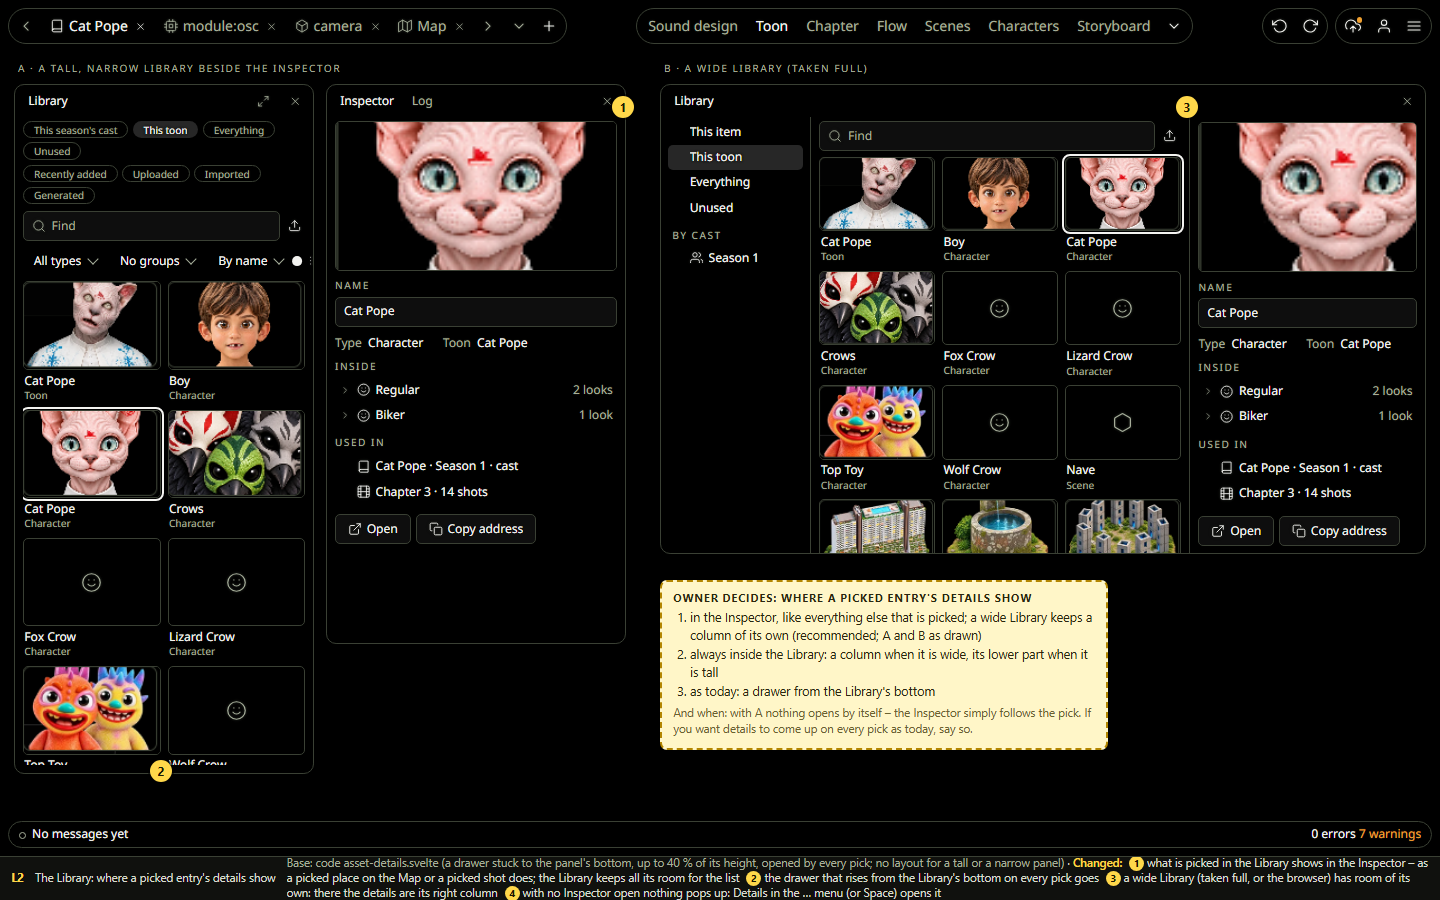 Cat Pope
module:osc
camera
Map
Sound design
Toon
Chapter
Flow
Scenes
Characters
Storyboard
A · A TALL, NARROW LIBRARY BESIDE THE INSPECTOR
Library
This season's cast
This toon
Everything
Unused
Recently added
Uploaded
Imported
Generated
Find
All types
No groups
By name
Cat Pope
Toon
Boy
Character
Cat Pope
Character
Crows
Character
Fox Crow
Character
Lizard Crow
Character
Top Toy
Wolf Crow
2
Inspector
Log
1
NAME
Cat Pope
Type Character
Toon Cat Pope
INSIDE
Regular
2 looks
Biker
1 look
USED IN
Cat Pope · Season 1 · cast
Chapter 3 · 14 shots
Open
Copy address
B · A WIDE LIBRARY (TAKEN FULL)
Library
3
This item
This toon
Everything
Unused
BY CAST
Season 1
Find
Cat Pope
Toon
Boy
Character
Cat Pope
Character
Crows
Character
Fox Crow
Character
Lizard Crow
Character
Top Toy
Character
Wolf Crow
Character
Nave
Scene
NAME
Cat Pope
Type Character
Toon Cat Pope
INSIDE
Regular
2 looks
Biker
1 look
USED IN
Cat Pope · Season 1 · cast
Chapter 3 · 14 shots
Open
Copy address
OWNER DECIDES: WHERE A PICKED ENTRY'S DETAILS SHOW
1. in the Inspector, like everything else that is picked; a wide Library keeps a
column of its own (recommended; A and B as drawn)
2. always inside the Library: a column when it is wide, its lower part when it
is tall
3. as today: a drawer from the Library's bottom
And when: with A nothing opens by itself – the Inspector simply follows the pick. If
you want details to come up on every pick as today, say so.
No messages yet
0 errors 7 warnings
L2 The Library: where a picked entry's details show
Base: code asset-details.svelte (a drawer stuck to the panel's bottom, up to 40 % of its height, opened by every pick; no layout for a tall or a narrow panel) · Changed: 1 what is picked in the Library shows in the Inspector – as
a picked place on the Map or a picked shot does; the Library keeps all its room for the list 2 the drawer that rises from the Library's bottom on every pick goes 3 a wide Library (taken full, or the browser) has room of its
own: there the details are its right column 4 with no Inspector open nothing pops up: Details in the ... menu (or Space) opens it